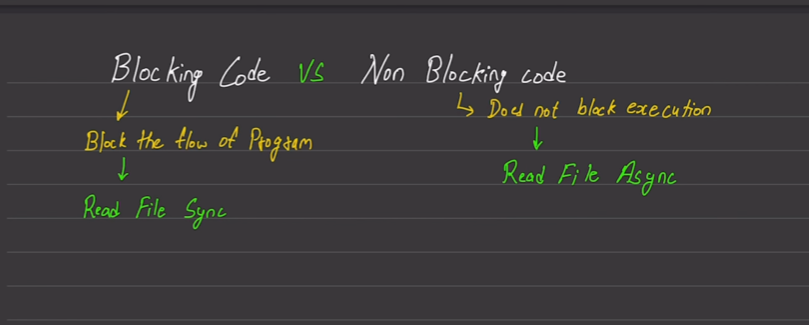 Blocking Code VS Non Blocking code
Does not block execution
Block the flow of Program
Read File Async
Read File Sync